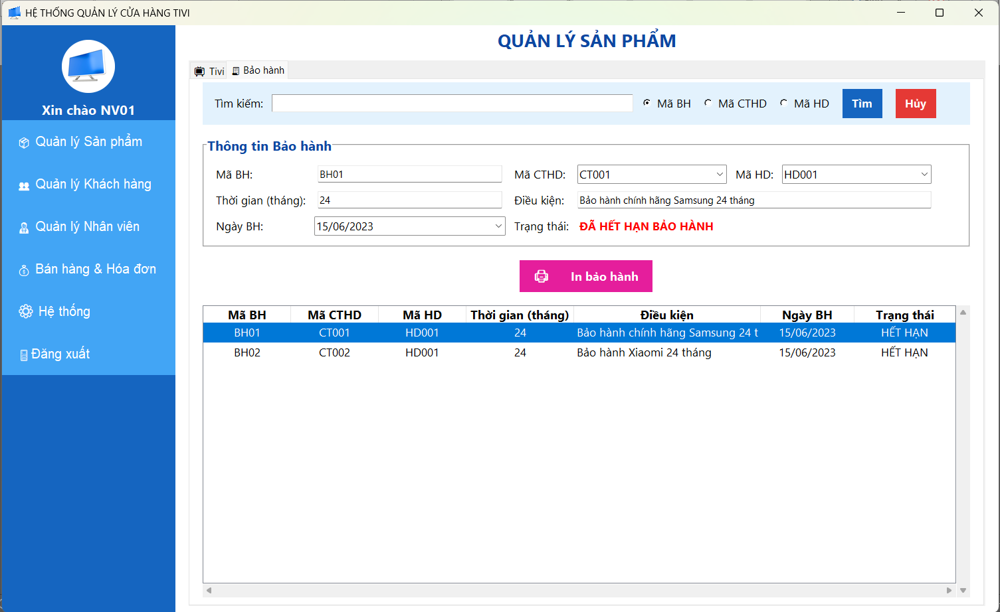 HỆ THỐNG QUẢN LÝ CỬA HÀNG TIVI
Xin chào NV01
Quản lý Sản phẩm
Quản lý Khách hàng
Quản lý Nhân viên
Bán hàng & Hóa đơn
Hệ thống
Đăng xuất
QUẢN LÝ SẢN PHẨM
Tivi Bảo hành
Tìm kiếm: Mã BH Mã CTHD Mã HD Tìm Hủy
Thông tin Bảo hành
Mã BH: BH01 Mã CTHD: CT001 Mã HD: HD001
Thời gian (tháng): 24 Điều kiện: Bảo hành chính hãng Samsung 24 tháng
Ngày BH: 15/06/2023 Trạng thái: ĐÃ HẾT HẠN BẢO HÀNH
In bảo hành
Mã BH Mã CTHD Mã HD Thời gian (tháng) Điều kiện Ngày BH Trạng thái
BH01 CT001 HD001 24 Bảo hành chính hãng Samsung 24 t 15/06/2023 HẾT HẠN
BH02 CT002 HD001 24 Bảo hành Xiaomi 24 tháng 15/06/2023 HẾT HẠN